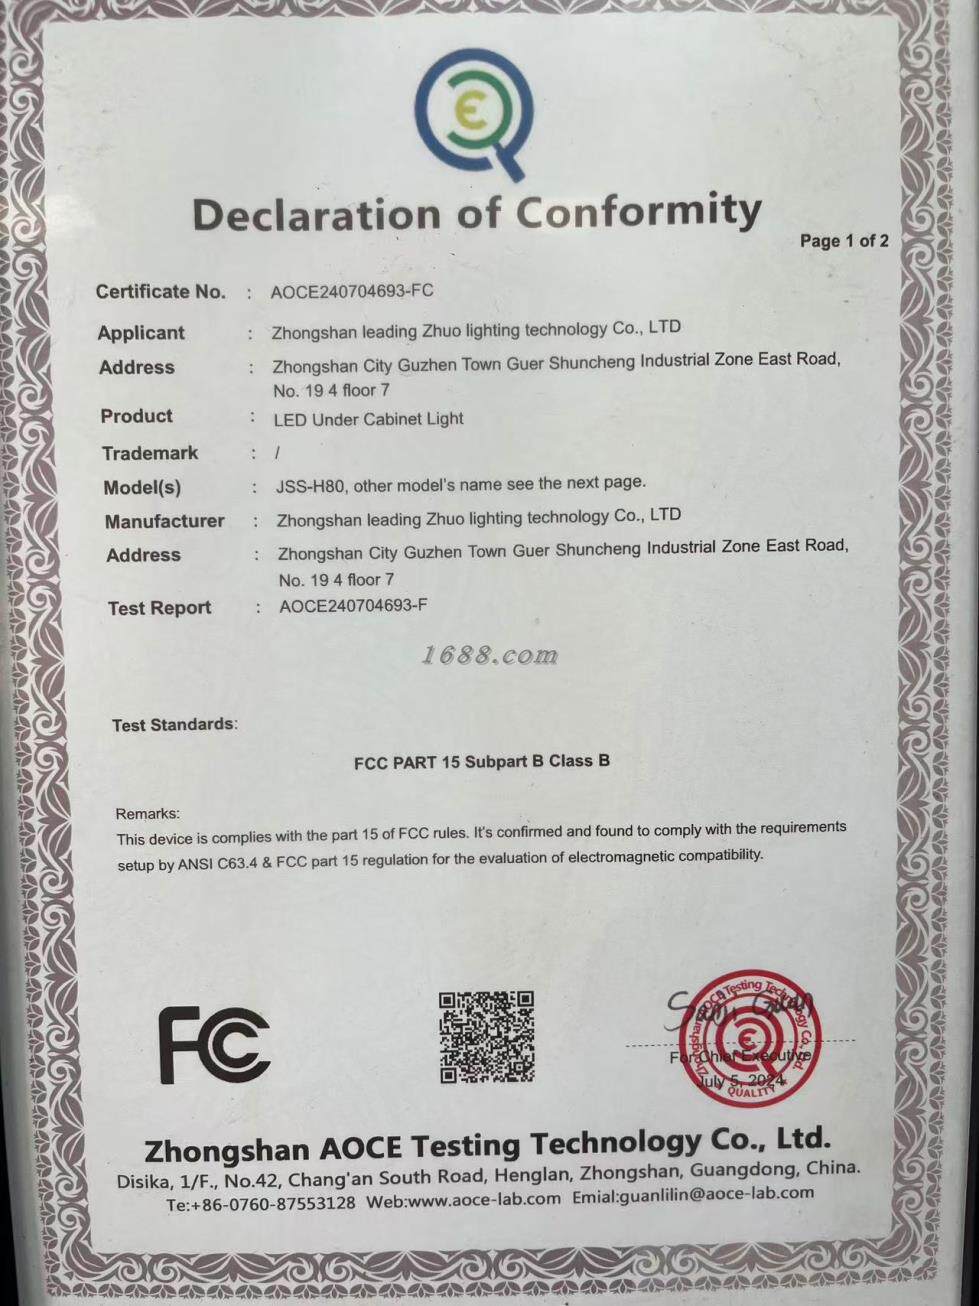 Declaration of Conformity
Page 1 of 2
Certificate No. : AOCE240704693-FC
Applicant : Zhongshan leading Zhuo lighting technology Co., LTD
Address : Zhongshan City Guzhen Town Guer Shuncheng Industrial Zone East Road,
No. 19 4 floor 7
Product : LED Under Cabinet Light
Trademark : /
Model(s) : JSS-H80, other model's name see the next page.
Manufacturer : Zhongshan leading Zhuo lighting technology Co., LTD
Address : Zhongshan City Guzhen Town Guer Shuncheng Industrial Zone East Road,
No. 19 4 floor 7
Test Report : AOCE240704693-F
1688.com
Test Standards:
FCC PART 15 Subpart B Class B
Remarks:
This device is complies with the part 15 of FCC rules. It's confirmed and found to comply with the requirements
setup by ANSI C63.4 & FCC part 15 regulation for the evaluation of electromagnetic compatibility.
FC
Zhongshan AOCE Testing Technology Co., Ltd.
For Chief Executive
July 5, 2024
QUALITY
Zhongshan AOCE Testing Technology Co., Ltd.
Disika, 1/F., No.42, Chang'an South Road, Henglan, Zhongshan, Guangdong, China.
Te:+86-0760-87553128 Web:www.aoce-lab.com Emial:guanlilin@aoce-lab.com